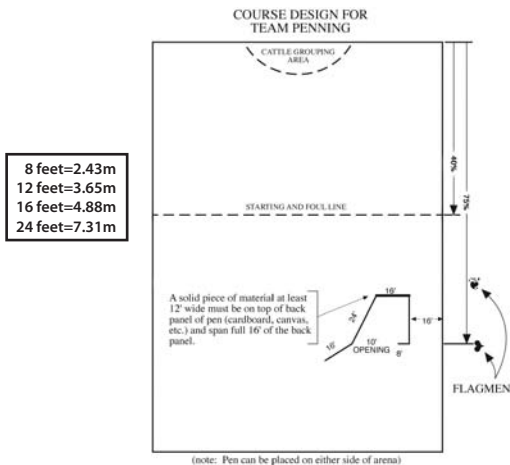 COURSE DESIGN FOR
TEAM PENNING
CATTLE GROUPING
AREA
8 feet=2.43m
12 feet=3.65m
16 feet=4.88m
24 feet=7.31m
40%
75%
STARTING AND FOUL LINE
A solid piece of material at least
12' wide must be on top of back
panel of pen (cardboard, canvas,
etc.) and span full 16' of the back
panel.
16'
24'
16'
16'
10'
OPENING
8'
FLAGMEN
(note: Pen can be placed on either side of arena)